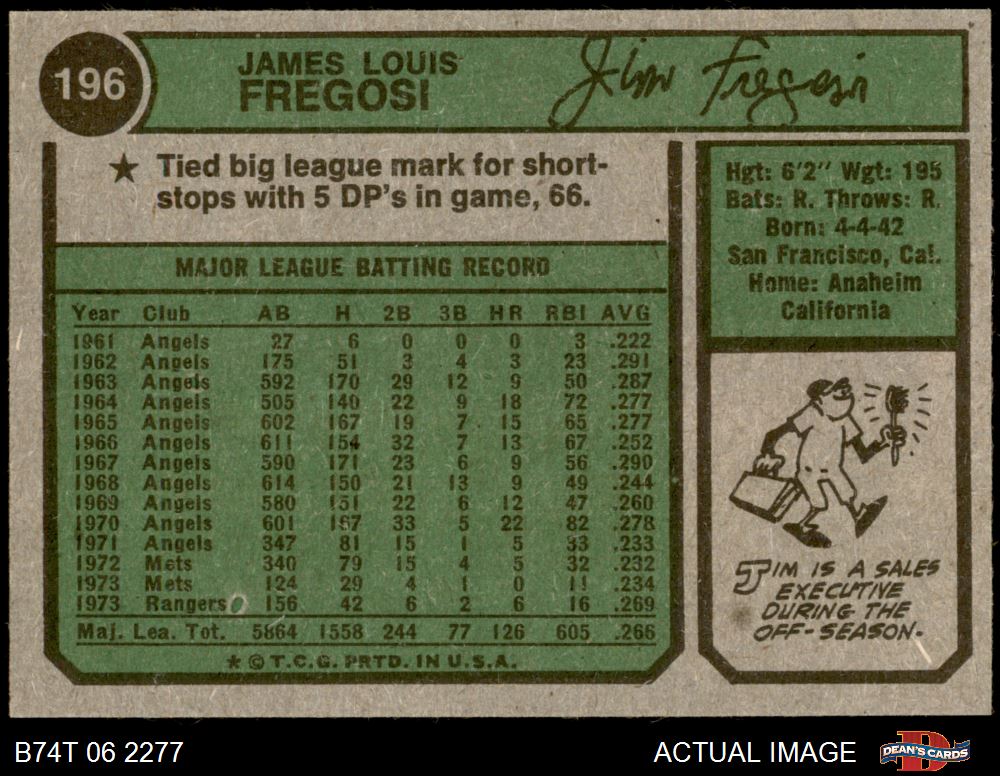 196
JAMES LOUIS
FREGOSI
Jim Fregosi
★ Tied big league mark for short-
stops with 5 DP's in game, 66.
MAJOR LEAGUE BATTING RECORD
Year Club AB H 2B 3B HR RBI AVG
1961 Angels 27 6 0 0 0 3 .222
1962 Angels 175 51 3 4 3 23 .291
1963 Angels 592 170 29 12 9 50 .287
1964 Angels 505 140 22 9 18 72 .277
1965 Angels 602 167 19 7 15 65 .277
1966 Angels 611 154 32 7 13 67 .252
1967 Angels 590 171 23 6 9 56 .290
1968 Angels 614 150 21 13 9 49 .244
1969 Angels 580 151 22 6 12 47 .260
1970 Angels 601 167 33 5 22 82 .278
1971 Angels 347 81 15 1 5 33 .233
1972 Mets 340 79 15 4 5 32 .232
1973 Mets 124 29 4 1 0 11 .234
1973 Rangers 156 42 6 2 6 16 .269
Maj. Lea. Tot. 5864 1558 244 77 126 605 .266
★ © T.C.G. PRTD. IN U.S.A.
Hgt: 6'2" Wgt: 195
Bats: R. Throws: R.
Born: 4-4-42
San Francisco, Cal.
Home: Anaheim
California
JIM IS A SALES
EXECUTIVE
DURING THE
OFF-SEASON.
B74T 06 2277
ACTUAL IMAGE
DEAN'S CARDS